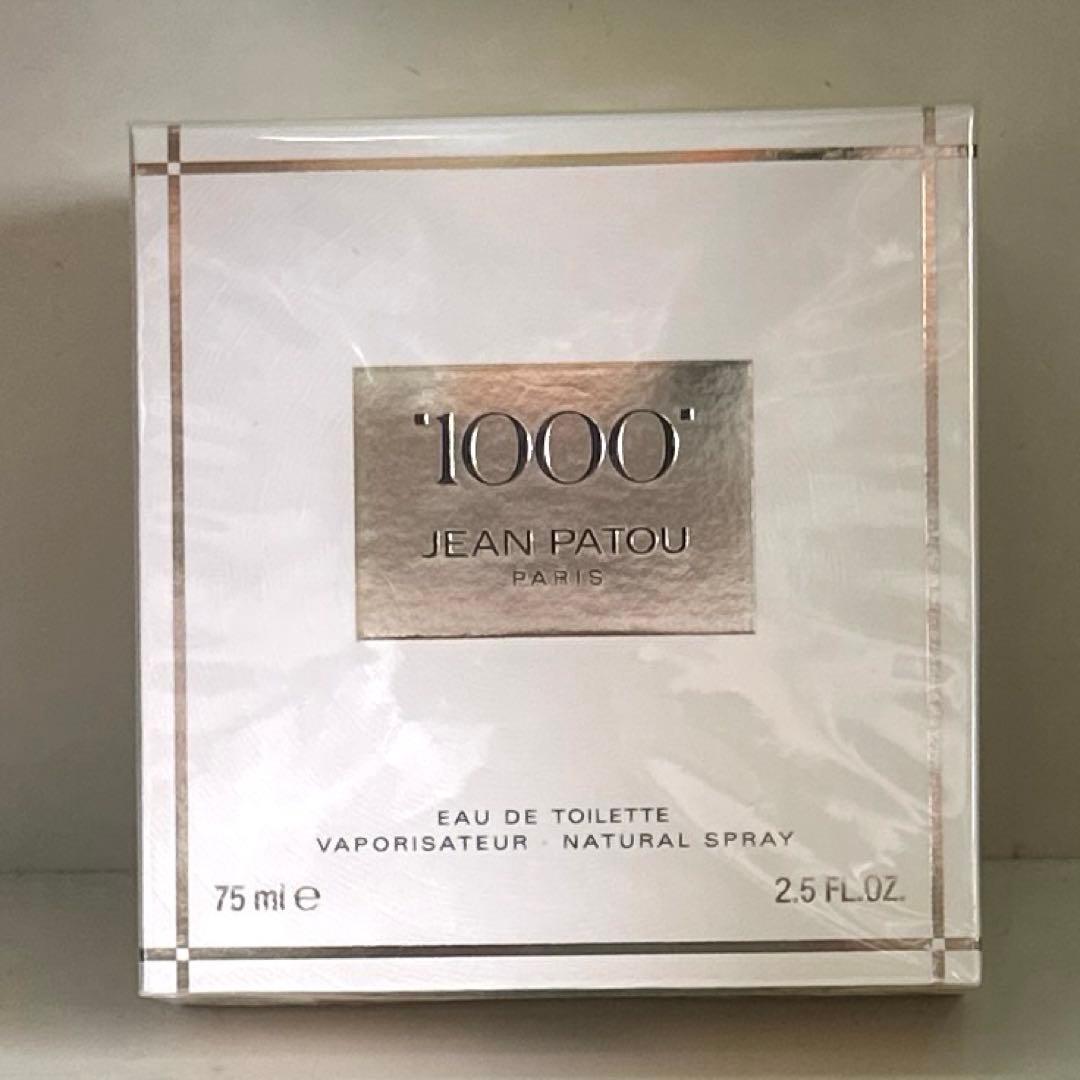 "1000"
JEAN PATOU
PARIS
EAU DE TOILETTE
VAPORISATEUR · NATURAL SPRAY
75 ml ℮
2.5 FL.OZ.